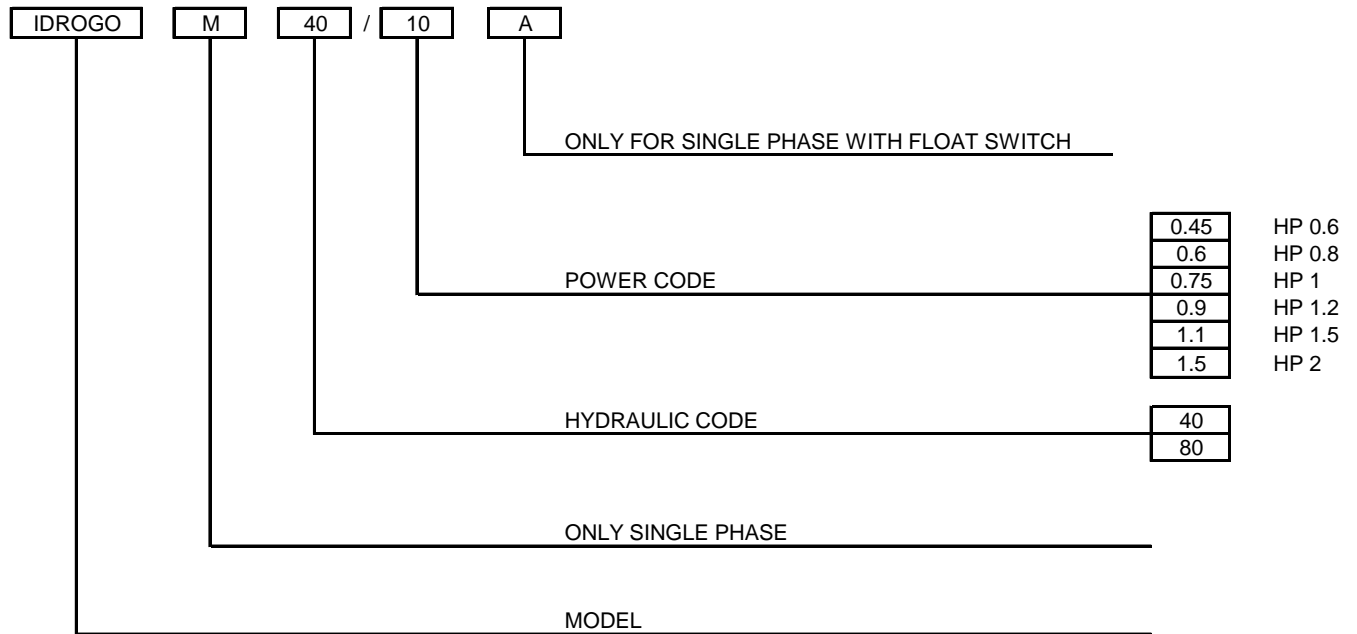 IDROGO M 40 / 10 A
ONLY FOR SINGLE PHASE WITH FLOAT SWITCH
0.45 HP 0.6
0.6 HP 0.8
POWER CODE 0.75 HP 1
0.9 HP 1.2
1.1 HP 1.5
1.5 HP 2
HYDRAULIC CODE 40
80
ONLY SINGLE PHASE
MODEL